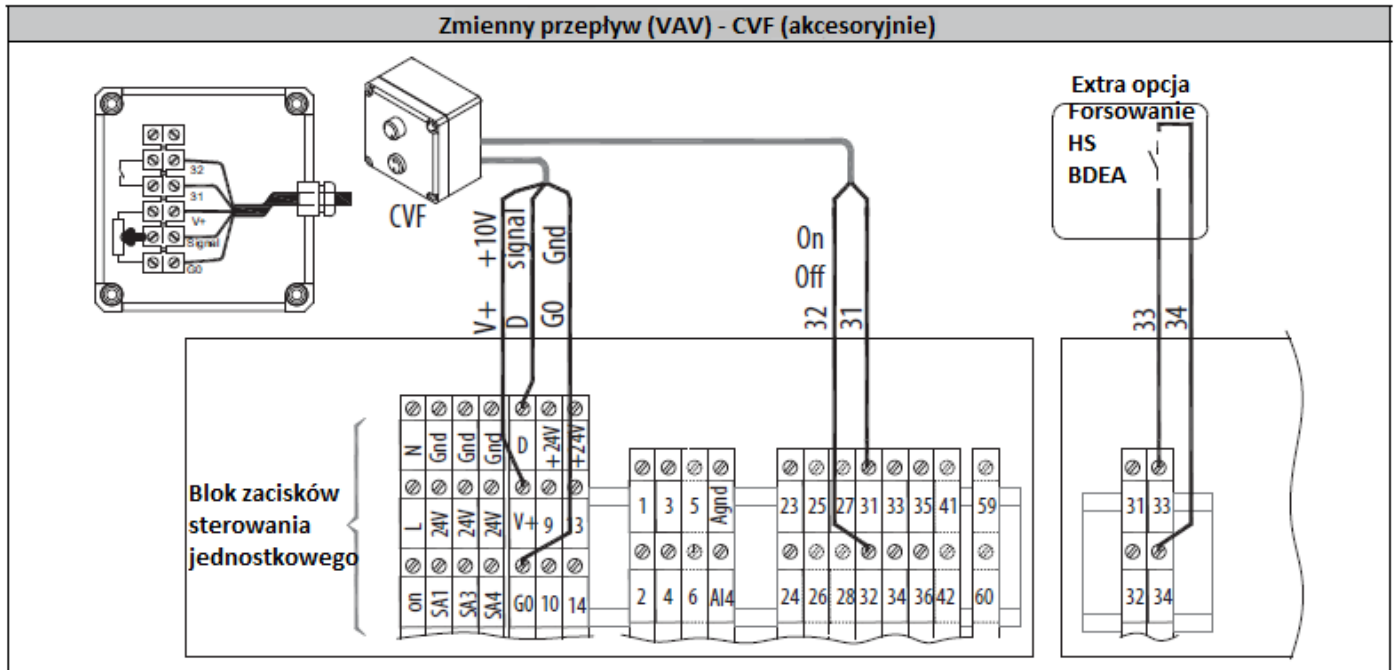 Zmienny przepływ (VAV) - CVF (akcesoryjnie)
32
31
V+
Signal
G0
CVF
+10V
signal
Gnd
V+
D
G0
On
Off
32
31
Extra opcja
Forsowanie
HS
BDEA
33
34
Blok zacisków
sterowania
jednostkowego
N Gnd Gnd Gnd D +24V +24V
L 24V 24V 24V V+ 9 13
on SA1 SA3 SA4 G0 10 14
1 3 5 Agnd
2 4 6 AI4
23 25 27 31 33 35 41 59
24 26 28 32 34 36 42 60
31 33
32 34